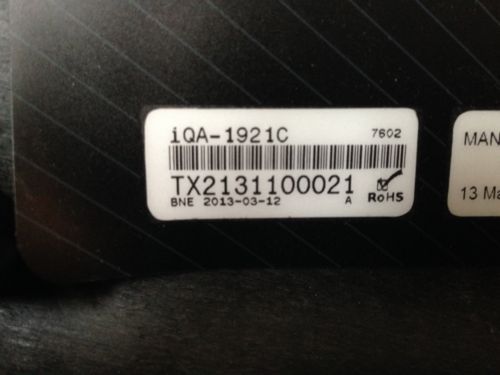 iQA-1921C 7602
TX2131100021
BNE 2013-03-12 A RoHS
MAN
13 Ma